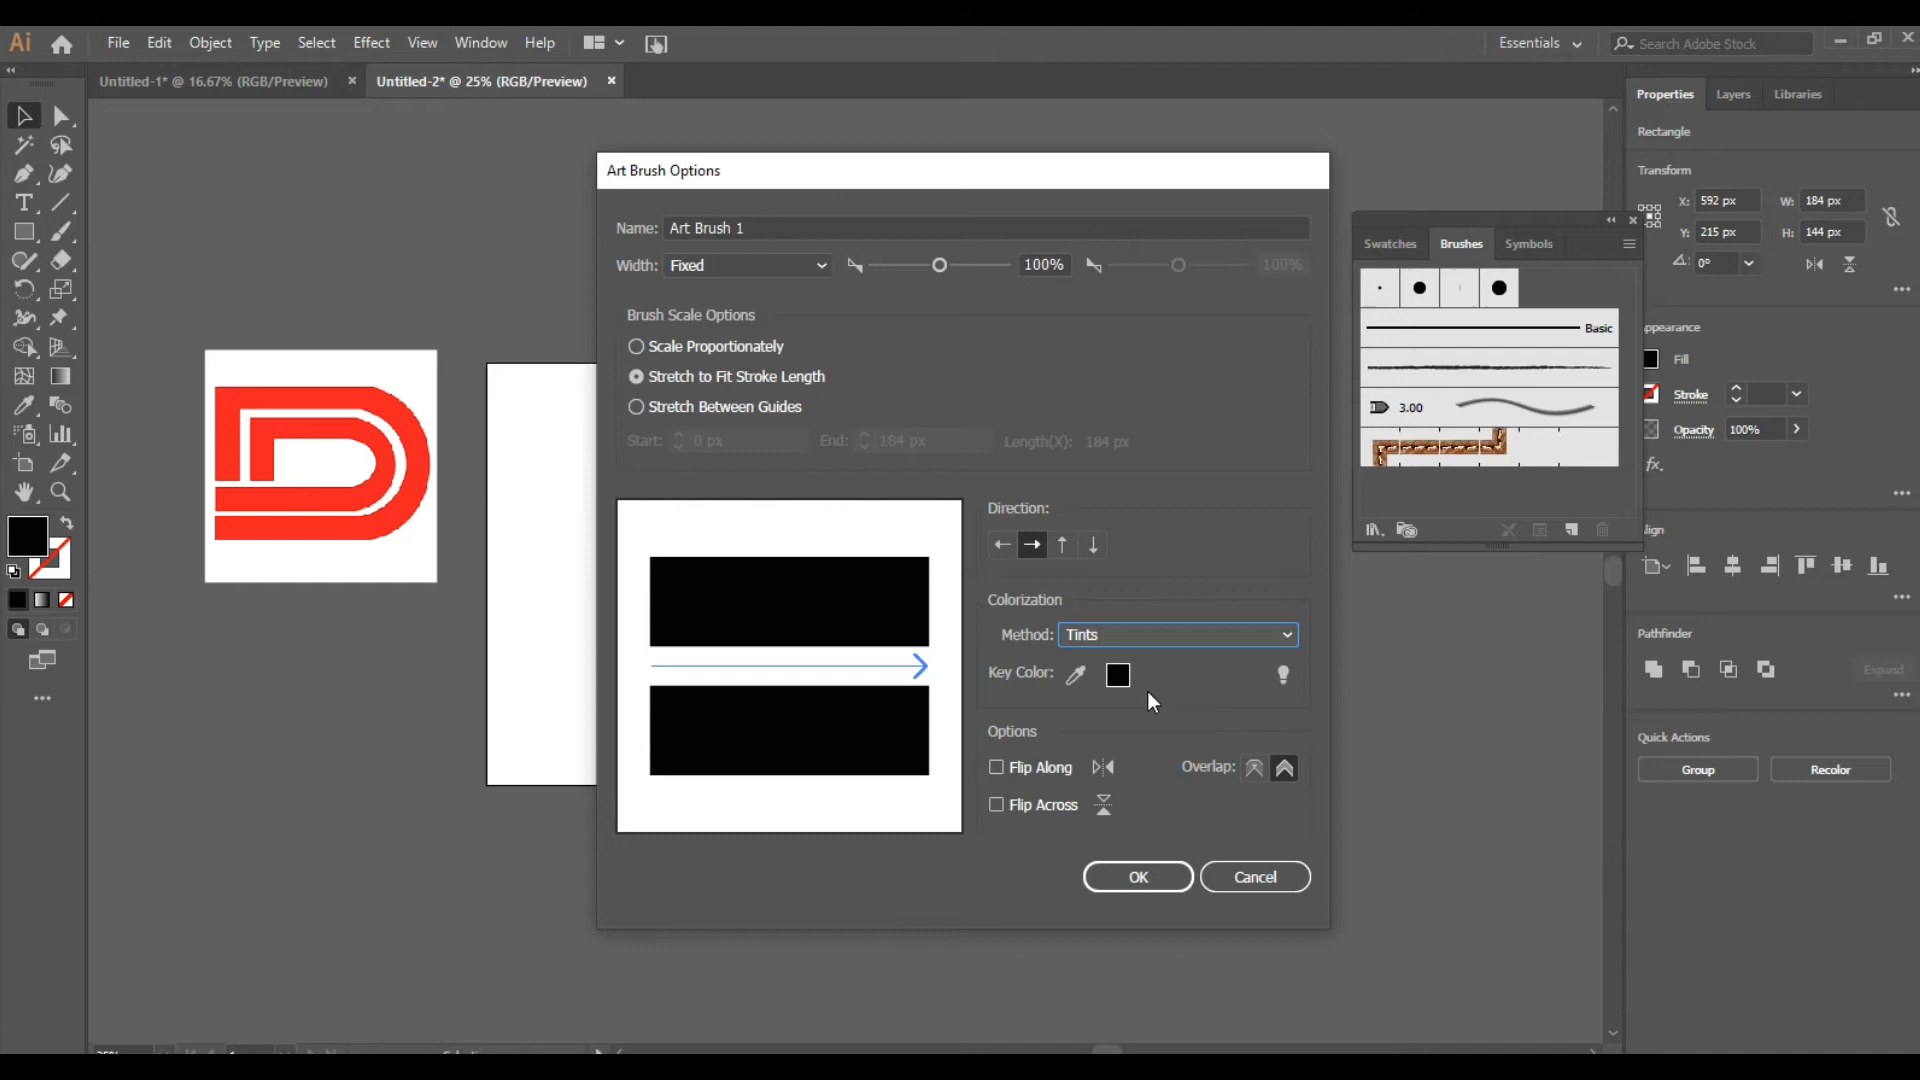 Ai
File Edit Object Type Select Effect View Window Help
Essentials
Search Adobe Stock
Untitled-1* @ 16.67% (RGB/Preview)
Untitled-2* @ 25% (RGB/Preview)
Properties Layers Libraries
Rectangle
Transform
X: 592 px W: 184 px
Y: 215 px H: 144 px
0°
Appearance
Fill
Stroke
Opacity 100%
fx.
Align
Pathfinder
Expand
Quick Actions
Group Recolor
Swatches Brushes Symbols
Basic
3.00
Art Brush Options
Name: Art Brush 1
Width: Fixed 100% 100%
Brush Scale Options
Scale Proportionately
Stretch to Fit Stroke Length
Stretch Between Guides
Start: 0 px End: 184 px Length(X): 184 px
Direction:
Colorization
Method: Tints
Key Color:
Options
Flip Along Overlap:
Flip Across
OK Cancel